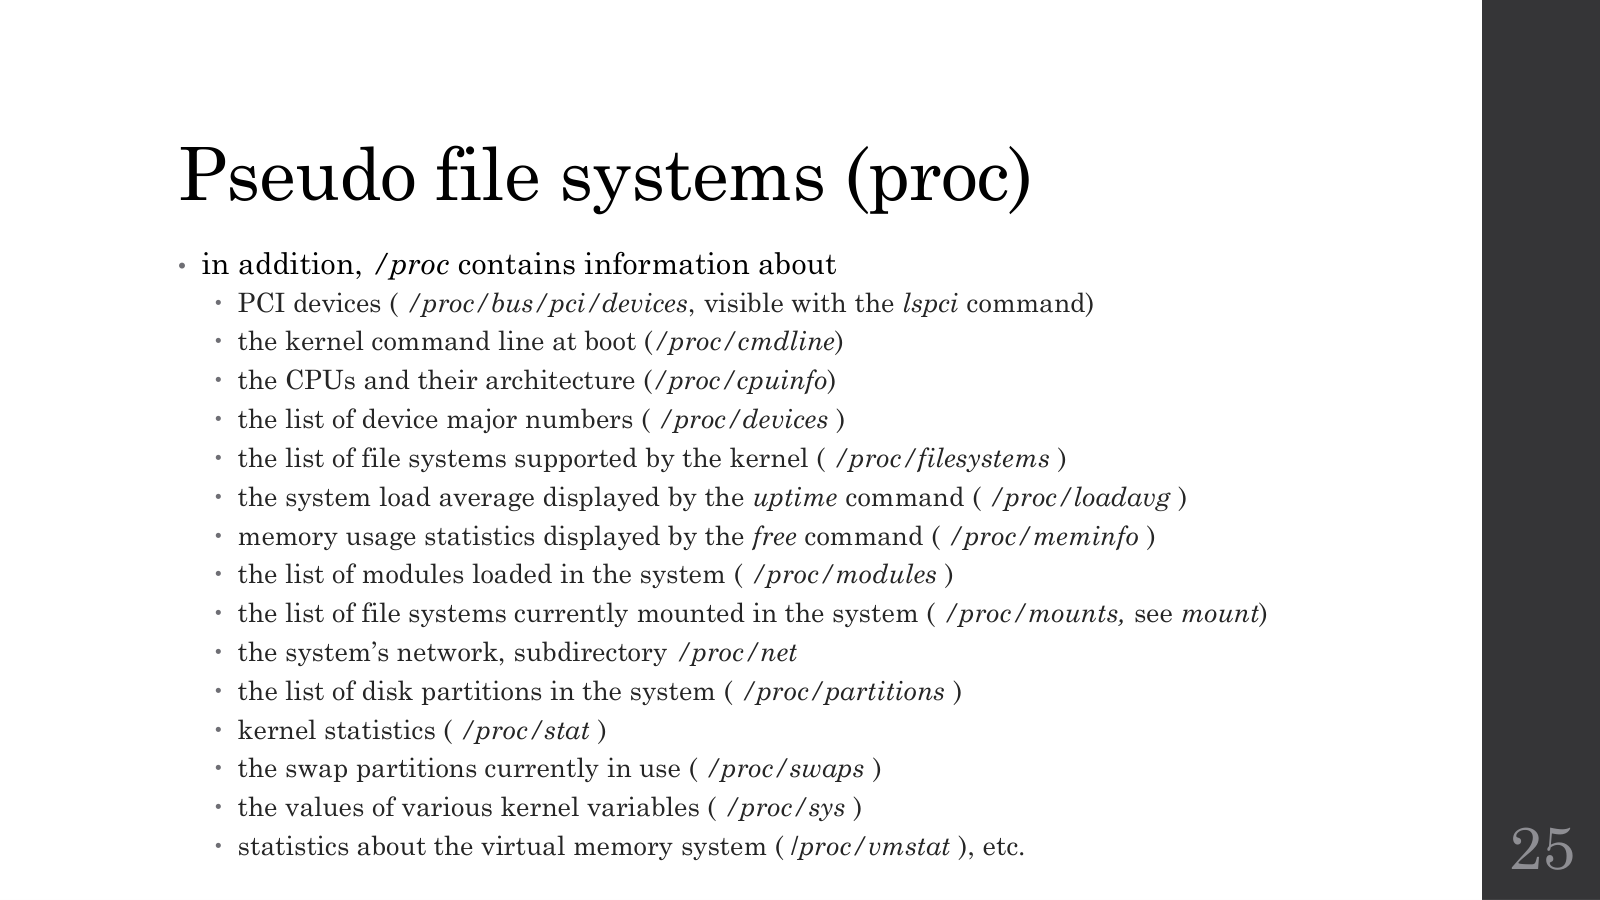 Pseudo file systems (proc)
• in addition, /proc contains information about
• PCI devices ( /proc/bus/pci/devices, visible with the lspci command)
• the kernel command line at boot (/proc/cmdline)
• the CPUs and their architecture (/proc/cpuinfo)
• the list of device major numbers ( /proc/devices )
• the list of file systems supported by the kernel ( /proc/filesystems )
• the system load average displayed by the uptime command ( /proc/loadavg )
• memory usage statistics displayed by the free command ( /proc/meminfo )
• the list of modules loaded in the system ( /proc/modules )
• the list of file systems currently mounted in the system ( /proc/mounts, see mount)
• the system’s network, subdirectory /proc/net
• the list of disk partitions in the system ( /proc/partitions )
• kernel statistics ( /proc/stat )
• the swap partitions currently in use ( /proc/swaps )
• the values of various kernel variables ( /proc/sys )
• statistics about the virtual memory system ( /proc/vmstat ), etc.
25